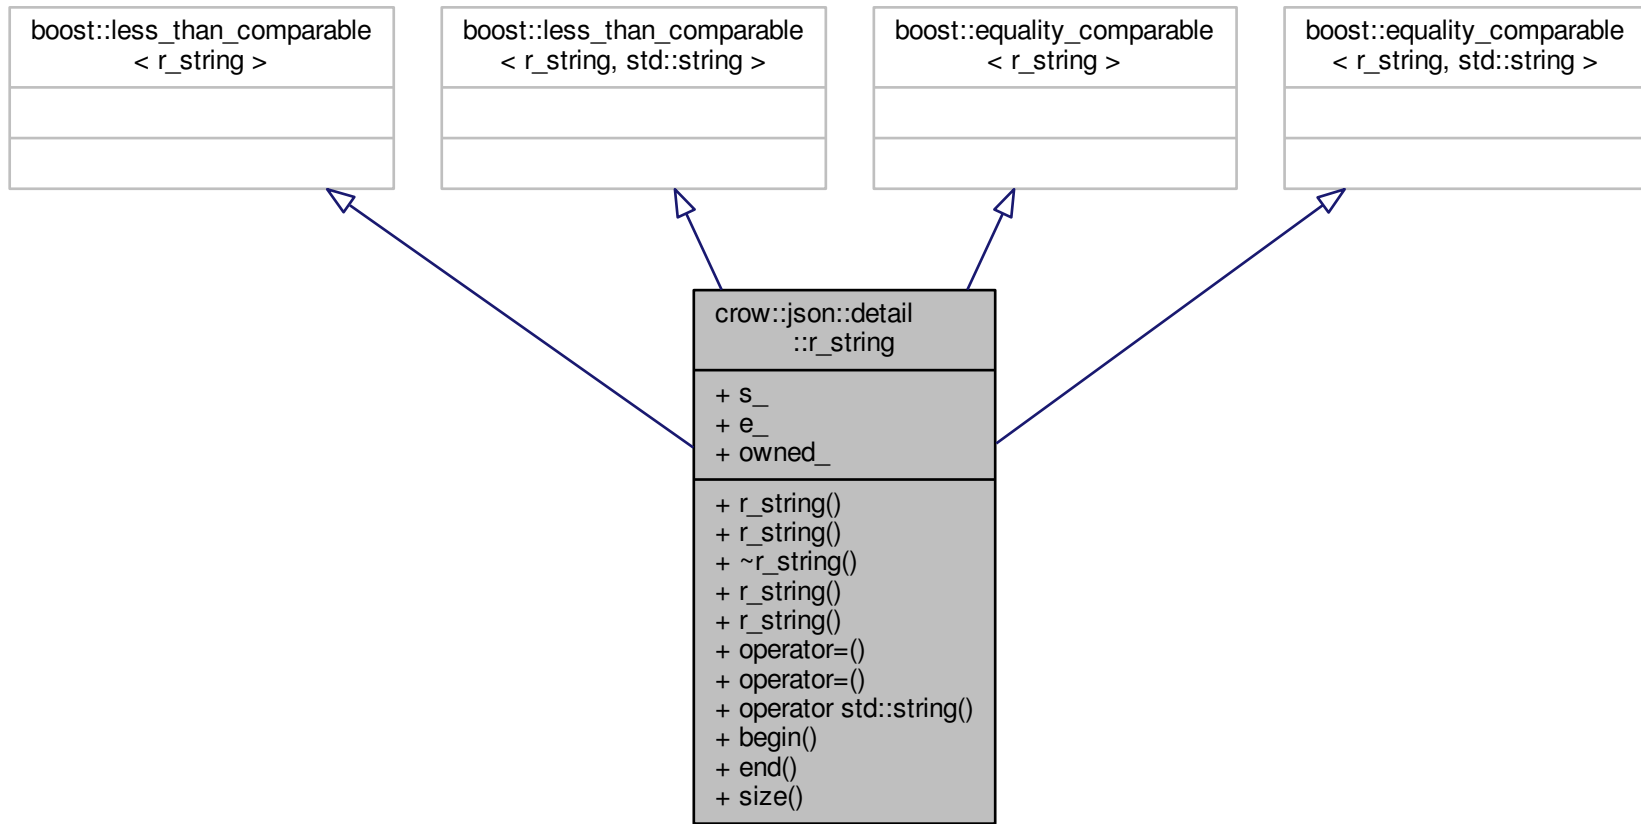 boost::less_than_comparable
< r_string >
boost::less_than_comparable
< r_string, std::string >
boost::equality_comparable
< r_string >
boost::equality_comparable
< r_string, std::string >
crow::json::detail
::r_string
+ s_
+ e_
+ owned_
+ r_string()
+ r_string()
+ ~r_string()
+ r_string()
+ r_string()
+ operator=()
+ operator=()
+ operator std::string()
+ begin()
+ end()
+ size()